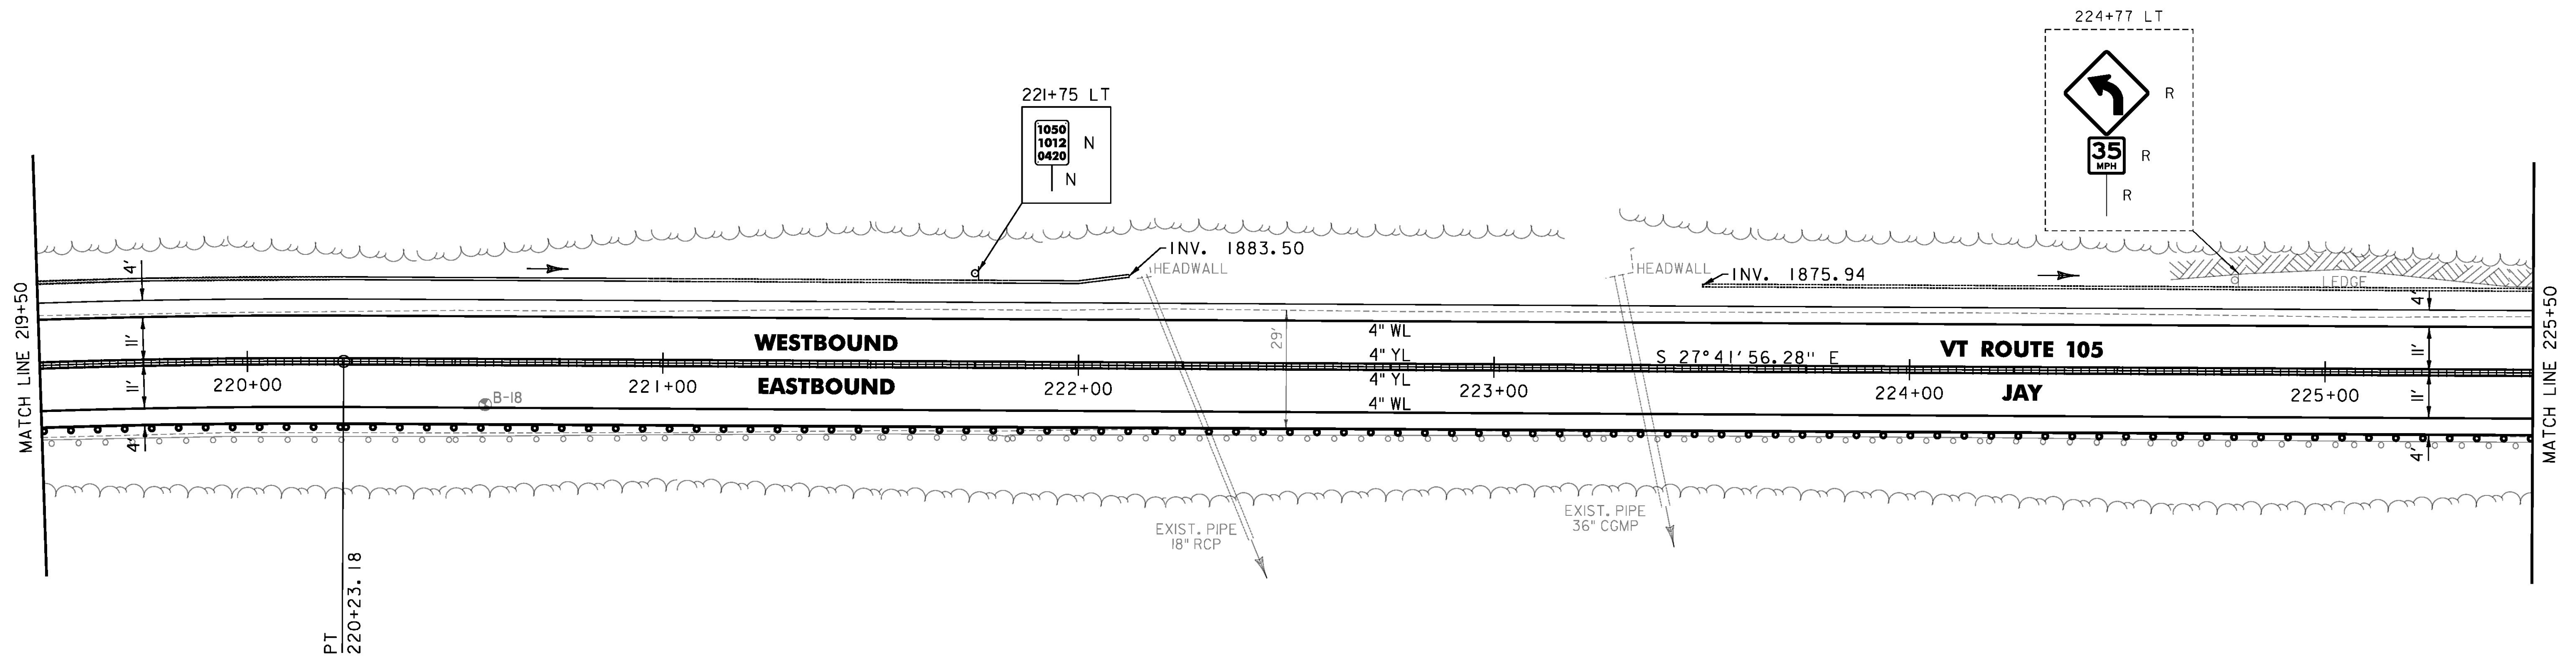 224+77 LT
R
35
MPH
R
R
221+75 LT
1050
1012
0420
N
N
INV. 1883.50
HEADWALL
HEADWALL
INV. 1875.94
LEDGE
MATCH LINE 219+50
4'
4'
MATCH LINE 225+50
11'
WESTBOUND
29'
4" WL
4" YL
S 27°41'56.28" E
VT ROUTE 105
11'
11'
220+00
221+00
EASTBOUND
222+00
4" YL
4" WL
223+00
224+00
JAY
225+00
11'
B-18
4'
4'
EXIST. PIPE
18" RCP
EXIST. PIPE
36" CGMP
PT
220+23.18